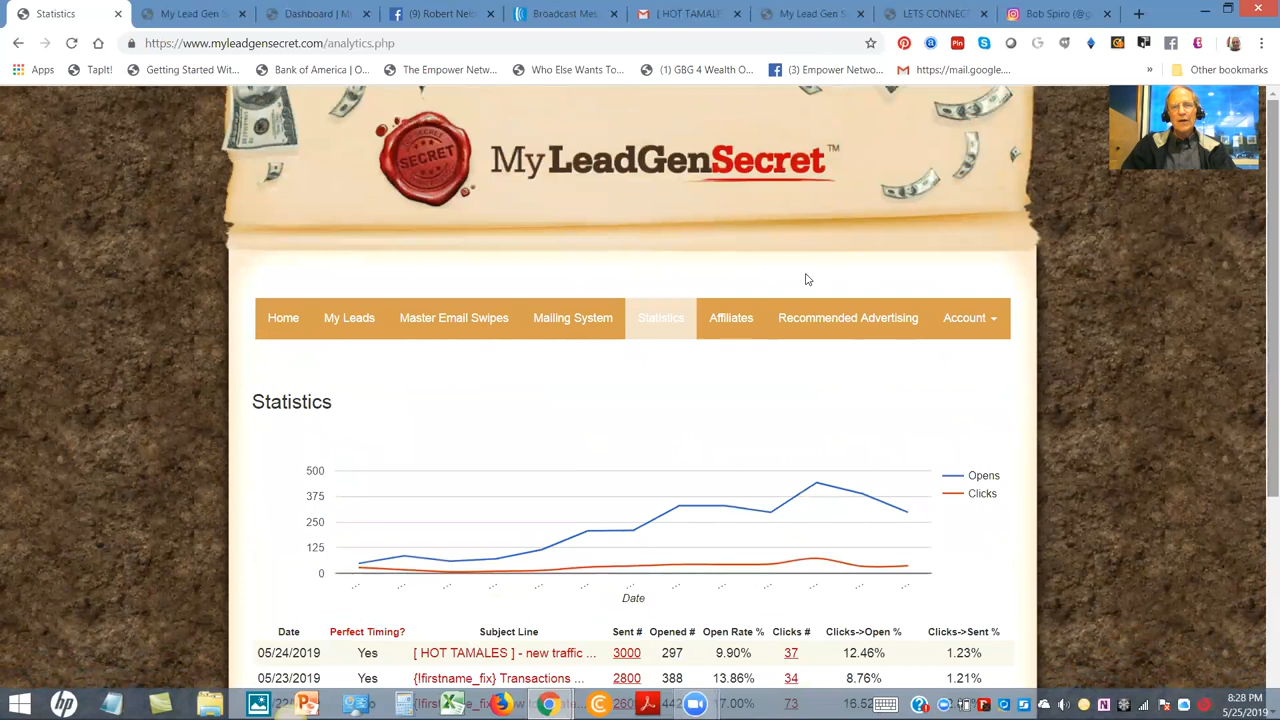 Statistics
My Lead Gen S
Dashboard | M
(9) Robert Nei
Broadcast Mes
[ HOT TAMALE
My Lead Gen S
LETS CONNECT
Bob Spiro (@g
https://www.myleadgensecret.com/analytics.php
Apps
TapIt!
Getting Started Wit...
Bank of America | O...
The Empower Netw...
Who Else Wants To...
(1) GBG 4 Wealth O...
(3) Empower Netwo...
https://mail.google....
Other bookmarks
SECRET
MyLeadGenSecret™
Home
My Leads
Master Email Swipes
Mailing System
Statistics
Affiliates
Recommended Advertising
Account
Statistics
500
375
250
125
0
Opens
Clicks
Date
Date Perfect Timing? Subject Line Sent # Opened # Open Rate % Clicks # Clicks->Open % Clicks->Sent %
05/24/2019 Yes [ HOT TAMALES ] - new traffic ... 3000 297 9.90% 37 12.46% 1.23%
05/23/2019 Yes {!firstname_fix} Transactions ... 2800 388 13.86% 34 8.76% 1.21%
8:28 PM
5/25/2019